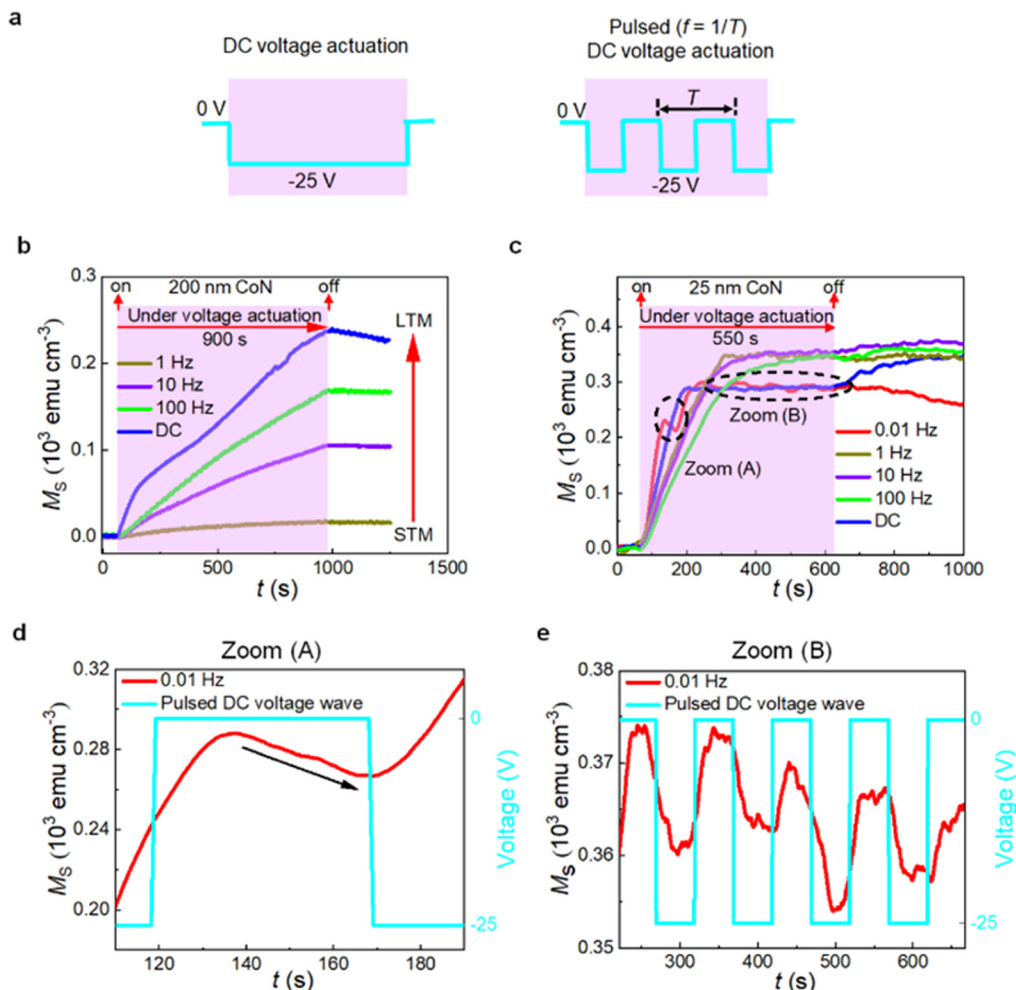 a
DC voltage actuation
Pulsed (f = 1/T)
DC voltage actuation
0 V
-25 V
0 V
T
-25 V
b
on
200 nm CoN
off
Under voltage actuation
900 s
LTM
STM
1 Hz
10 Hz
100 Hz
DC
0.3
0.2
0.1
0.0
M_S (10³ emu cm⁻³)
0
500
1000
1500
t (s)
c
on
25 nm CoN
off
Under voltage actuation
550 s
Zoom (B)
Zoom (A)
0.01 Hz
1 Hz
10 Hz
100 Hz
DC
0.4
0.3
0.2
0.1
0.0
M_S (10³ emu cm⁻³)
0
200
400
600
800
1000
t (s)
d
Zoom (A)
0.01 Hz
Pulsed DC voltage wave
0.32
0.28
0.24
0.20
M_S (10³ emu cm⁻³)
0
-25
Voltage (V)
120
140
160
180
t (s)
e
Zoom (B)
0.01 Hz
Pulsed DC voltage wave
0.38
0.37
0.36
0.35
M_S (10³ emu cm⁻³)
0
-25
Voltage (V)
300
400
500
600
t (s)